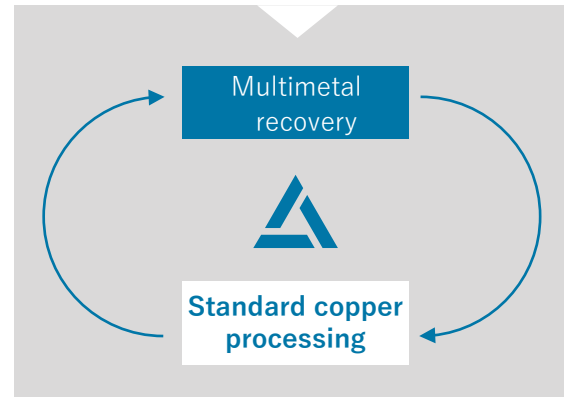 Multimetal
recovery
Standard copper
processing